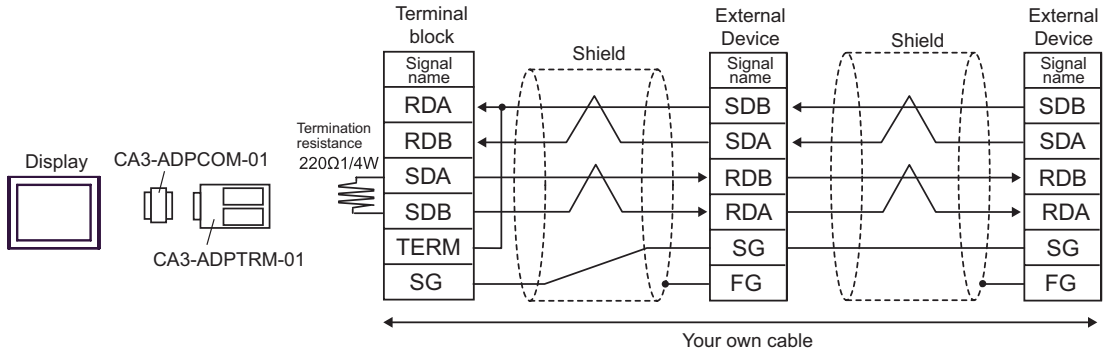 Display
CA3-ADPCOM-01
CA3-ADPTRM-01
Termination
resistance
220Ω1/4W
Terminal
block
Signal
name
RDA
RDB
SDA
SDB
TERM
SG
Shield
External
Device
Signal
name
SDB
SDA
RDB
RDA
SG
FG
Shield
External
Device
Signal
name
SDB
SDA
RDB
RDA
SG
FG
Your own cable